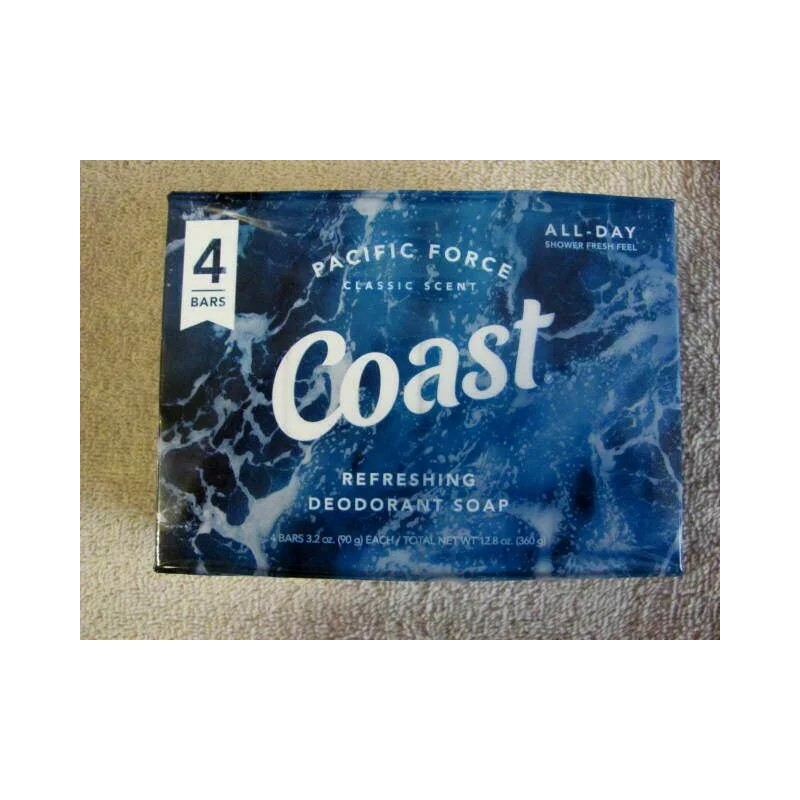 4
BARS
PACIFIC FORCE
CLASSIC SCENT
ALL-DAY
SHOWER FRESH FEEL
Coast®
REFRESHING
DEODORANT SOAP
4 BARS 3.2 oz. (90 g) EACH / TOTAL NET WT 12.8 oz. (360 g)